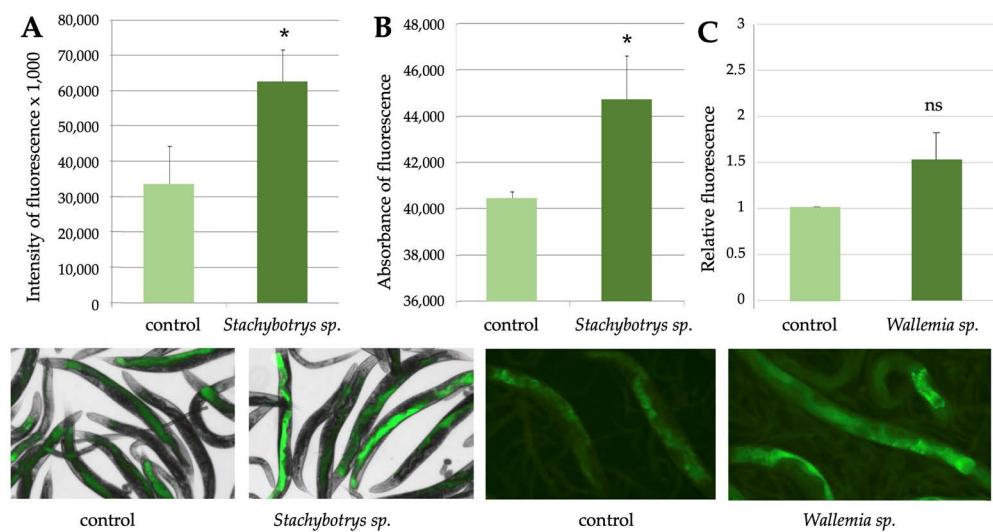 A
Intensity of fluorescence x 1,000
80,000
70,000
60,000
50,000
40,000
30,000
20,000
10,000
0
*
control
Stachybotrys sp.
B
Absorbance of fluorescence
48,000
46,000
44,000
42,000
40,000
38,000
36,000
*
control
Stachybotrys sp.
C
Relative fluorescence
3
2.5
2
1.5
1
0.5
0
ns
control
Wallemia sp.
control
Stachybotrys sp.
control
Wallemia sp.